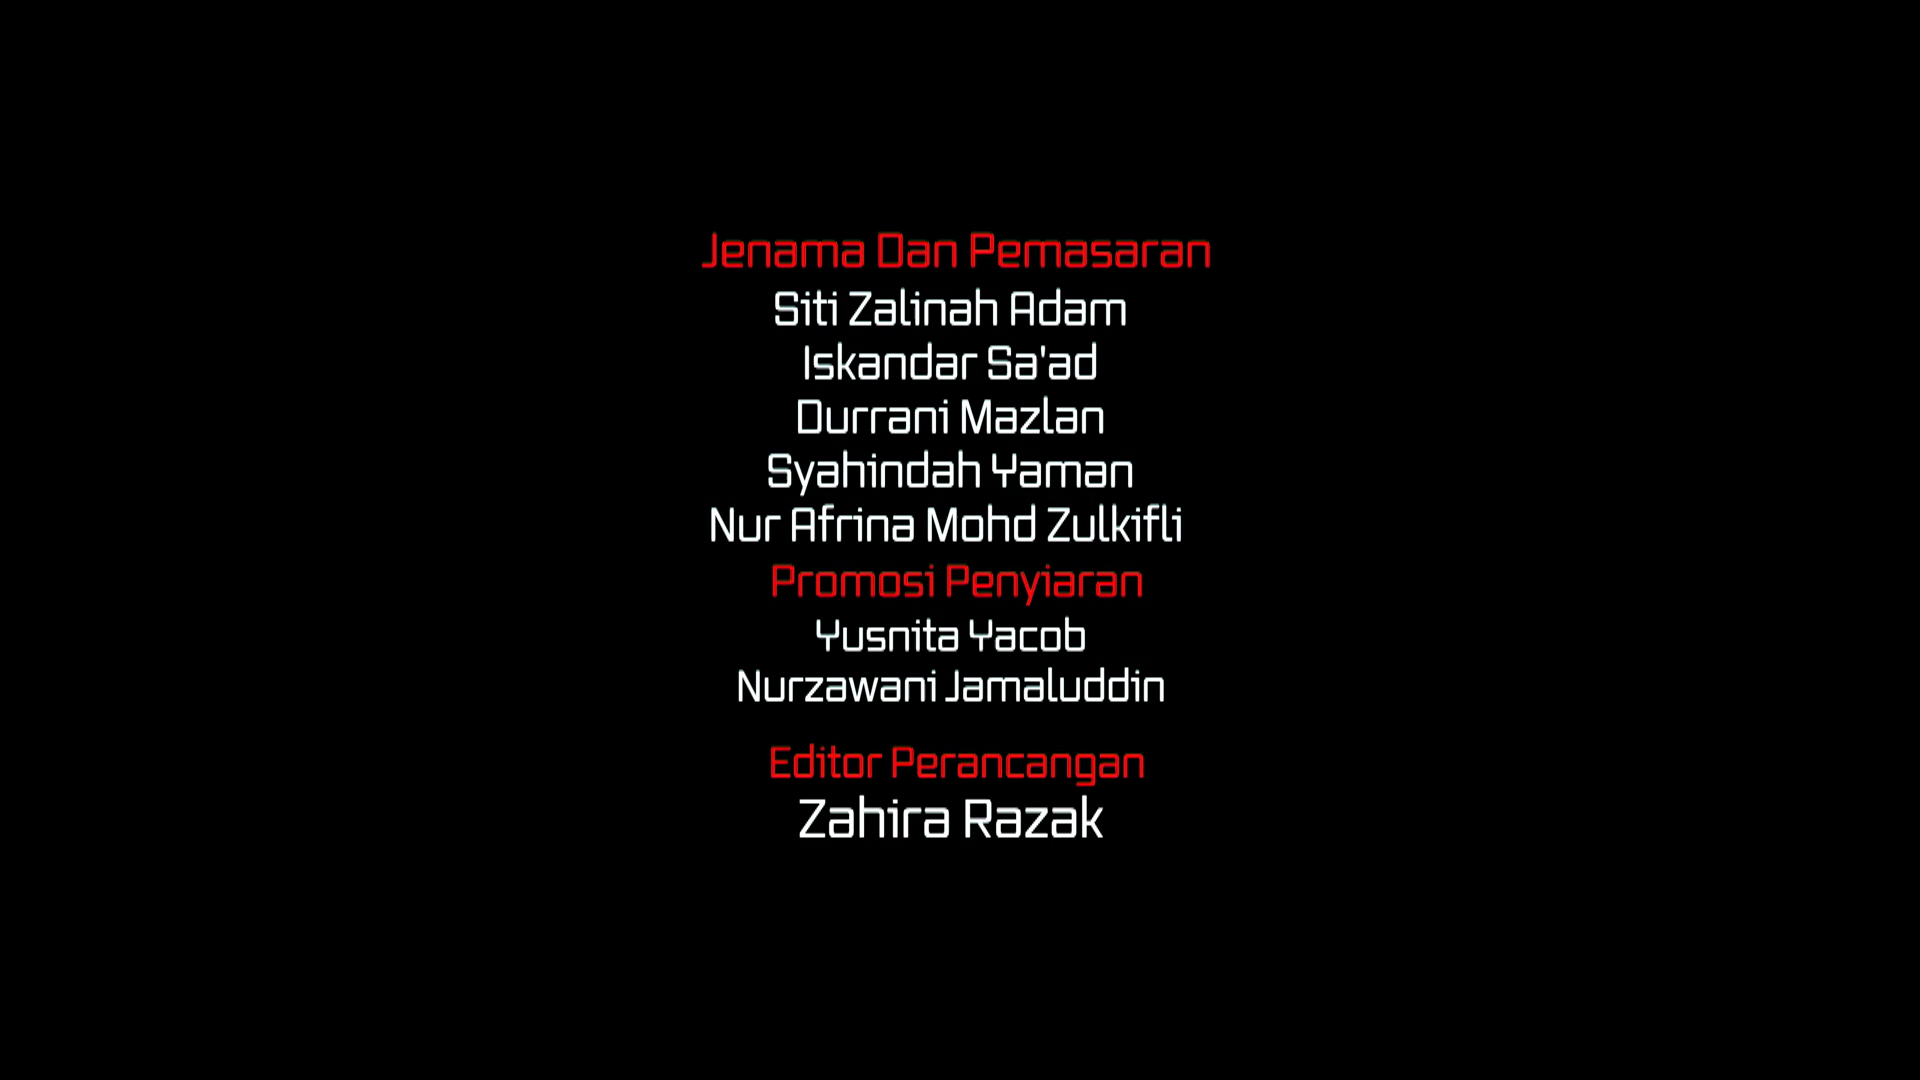 Jenama Dan Pemasaran
Siti Zalinah Adam
Iskandar Sa'ad
Durrani Mazlan
Syahindah Yaman
Nur Afrina Mohd Zulkifli
Promosi Penyiaran
Yusnita Yacob
Nurzawani Jamaluddin
Editor Perancangan
Zahira Razak